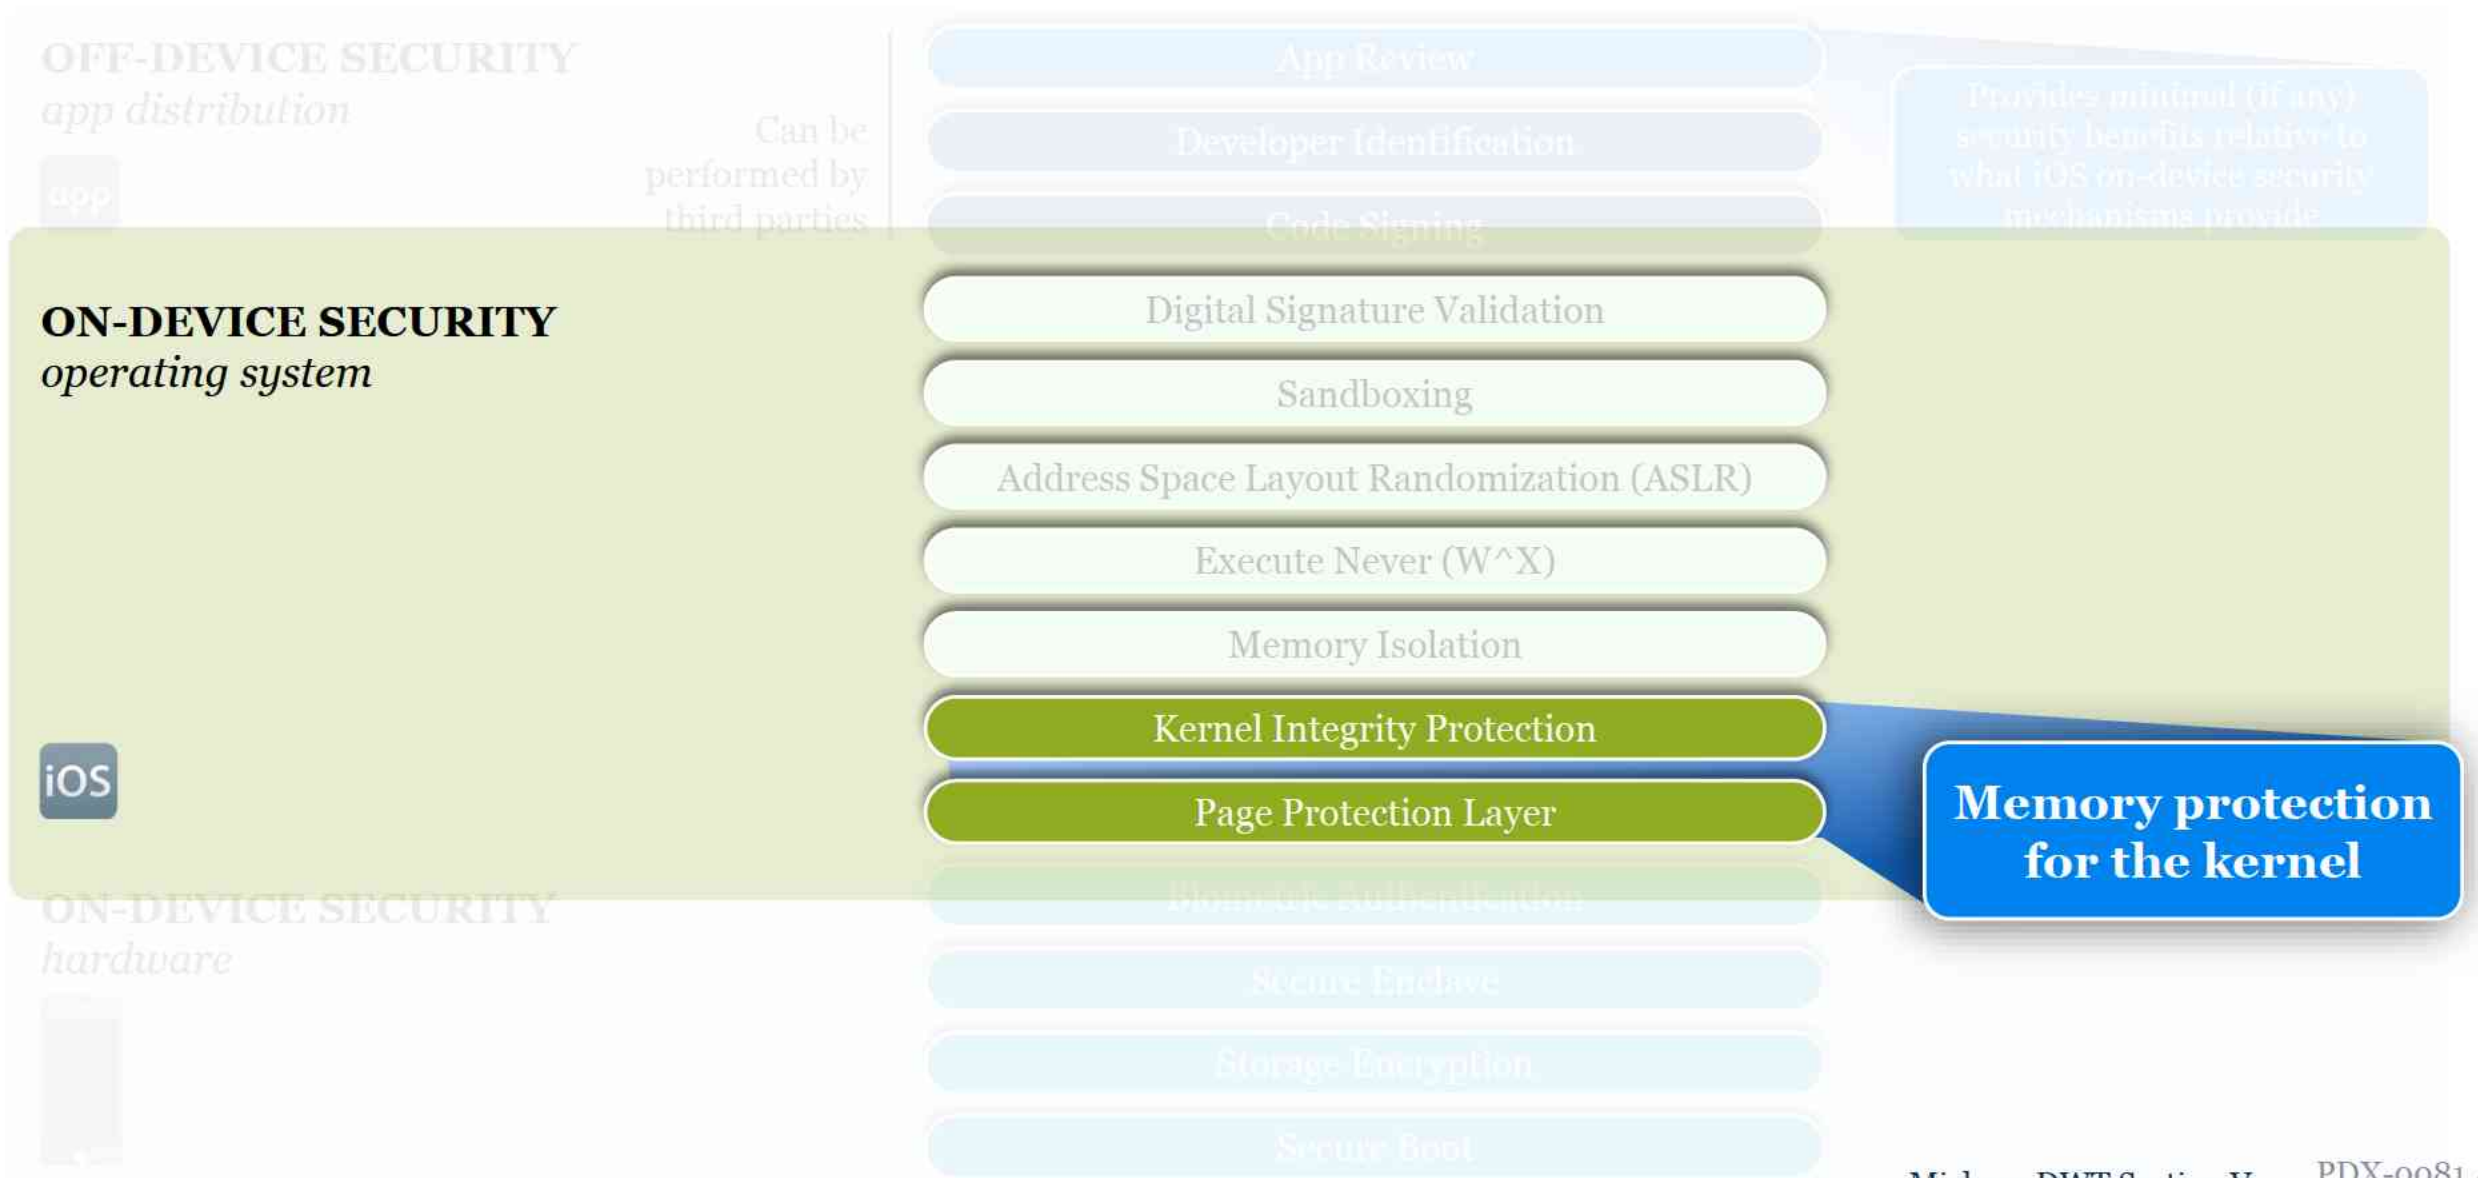 OFF-DEVICE SECURITY
app distribution
app
Can be
performed by
third parties
App Review
Developer Identification
Code Signing
Provides minimal (if any)
security benefits relative to
what iOS on-device security
mechanisms provide
ON-DEVICE SECURITY
operating system
iOS
Digital Signature Validation
Sandboxing
Address Space Layout Randomization (ASLR)
Execute Never (W^X)
Memory Isolation
Kernel Integrity Protection
Page Protection Layer
Memory protection
for the kernel
ON-DEVICE SECURITY
hardware
Biometric Authentication
Secure Enclave
Storage Encryption
Secure Boot
PDX-0081